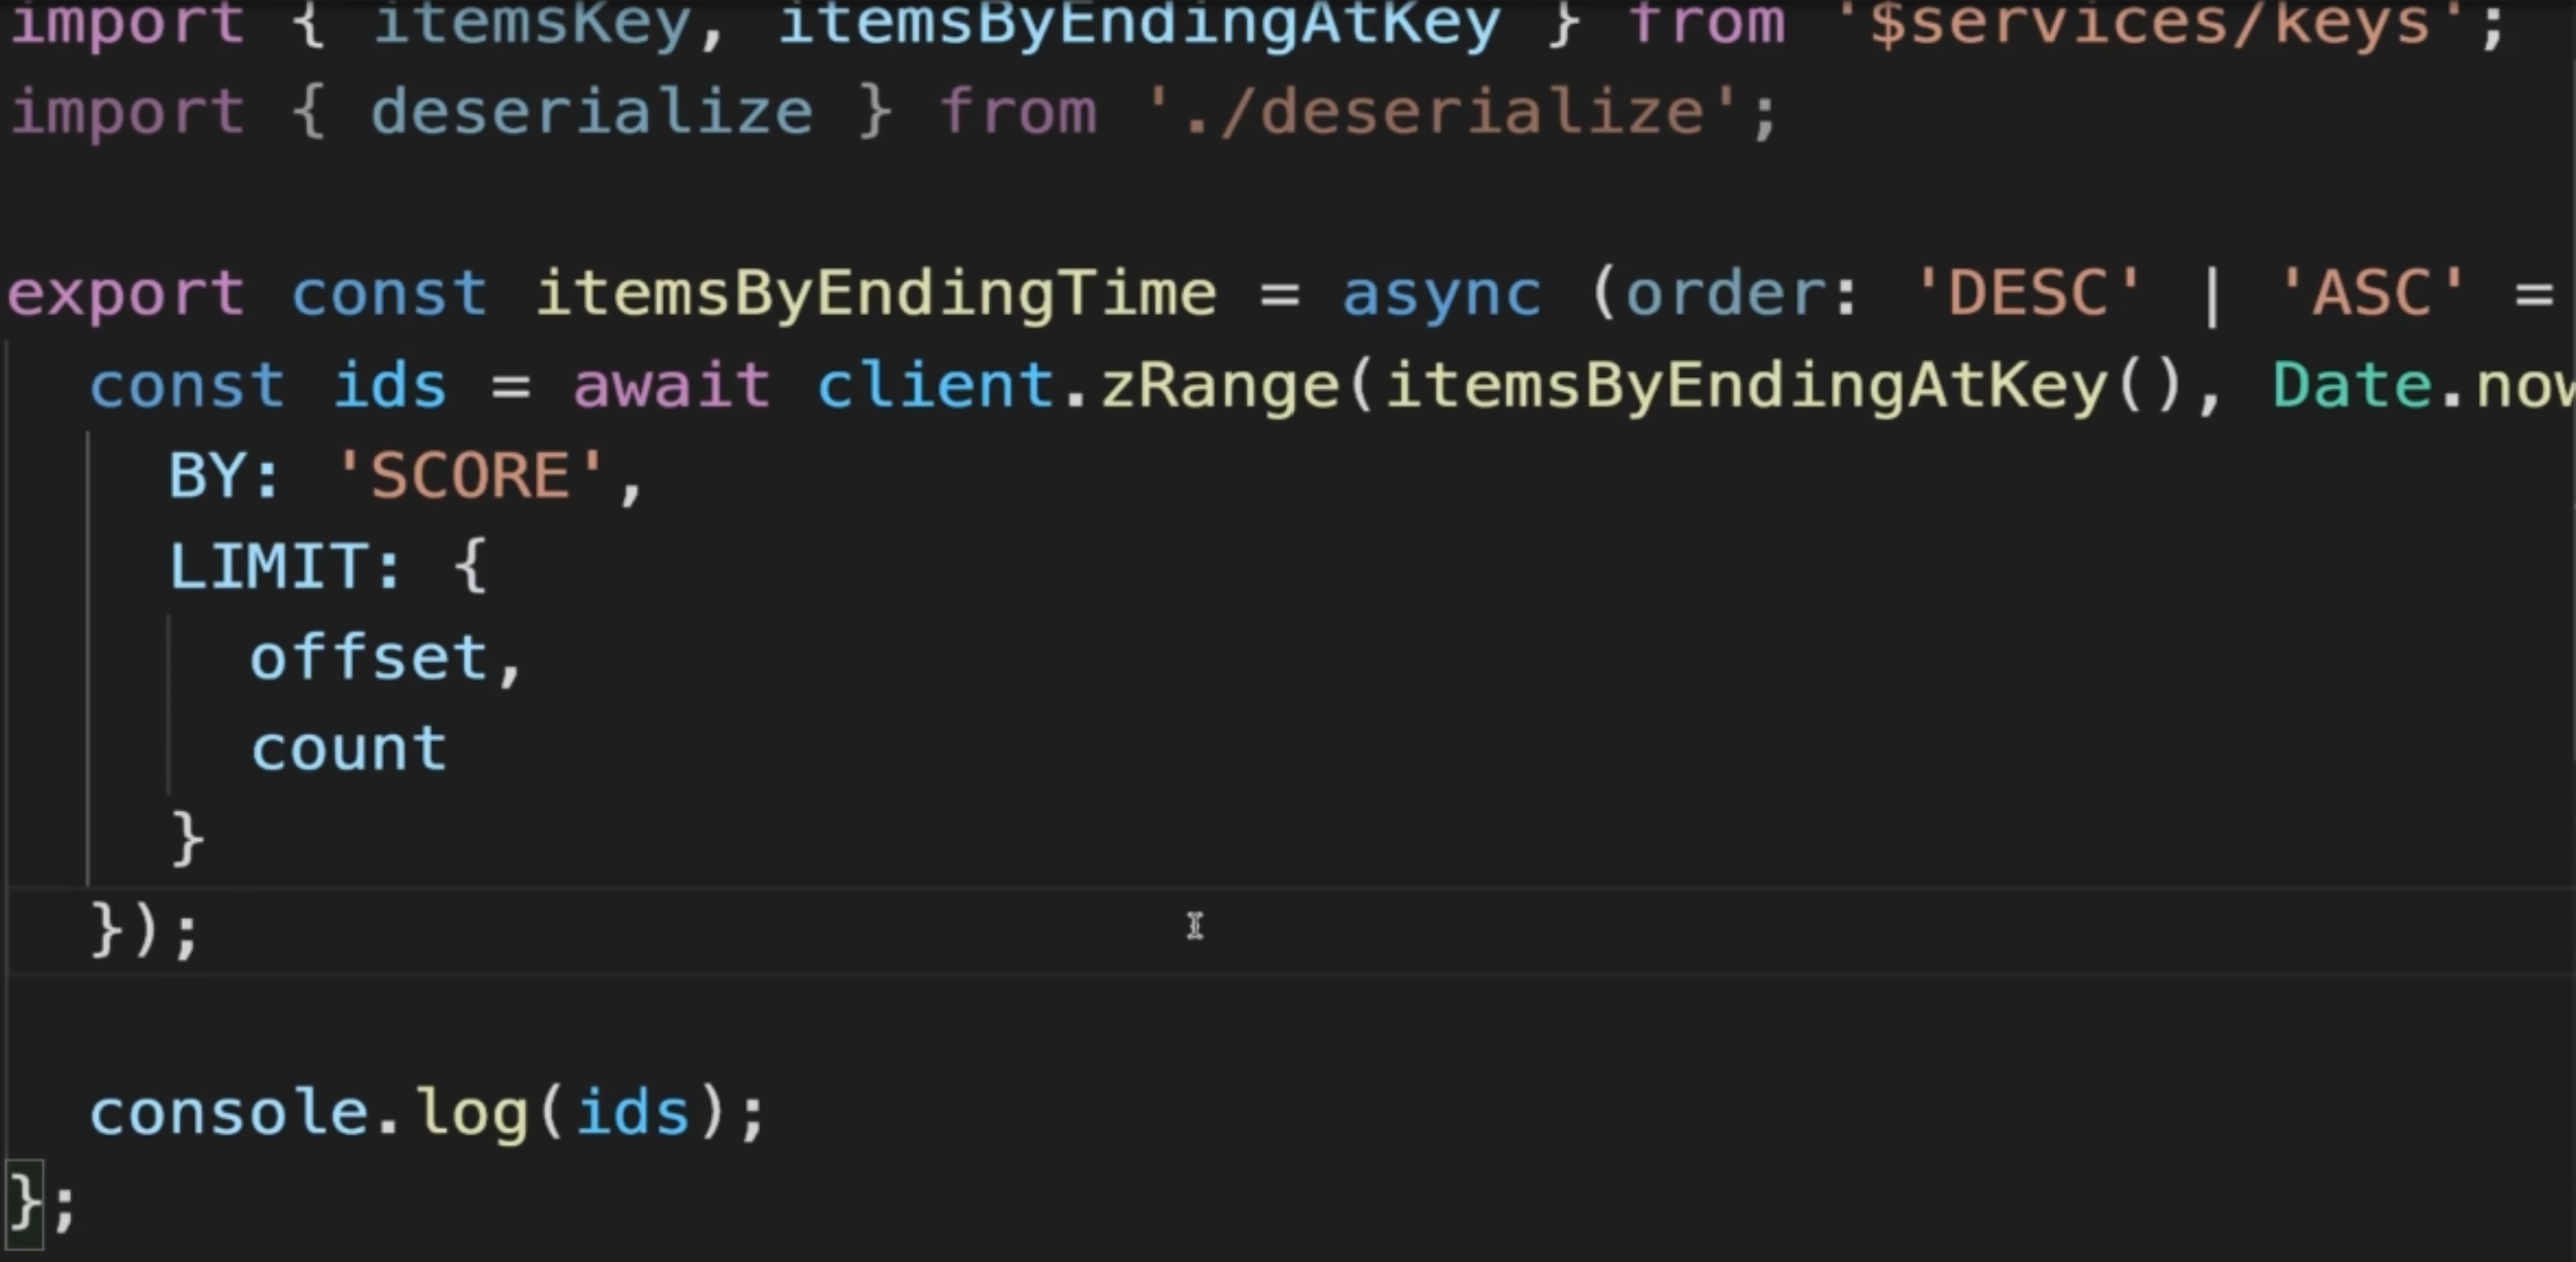 import { itemsKey, itemsByEndingAtKey } from '$services/keys';
import { deserialize } from './deserialize';
export const itemsByEndingTime = async (order: 'DESC' | 'ASC' =
const ids = await client.zRange(itemsByEndingAtKey(), Date.now
BY: 'SCORE',
LIMIT: {
offset,
count
}
});
console.log(ids);
};